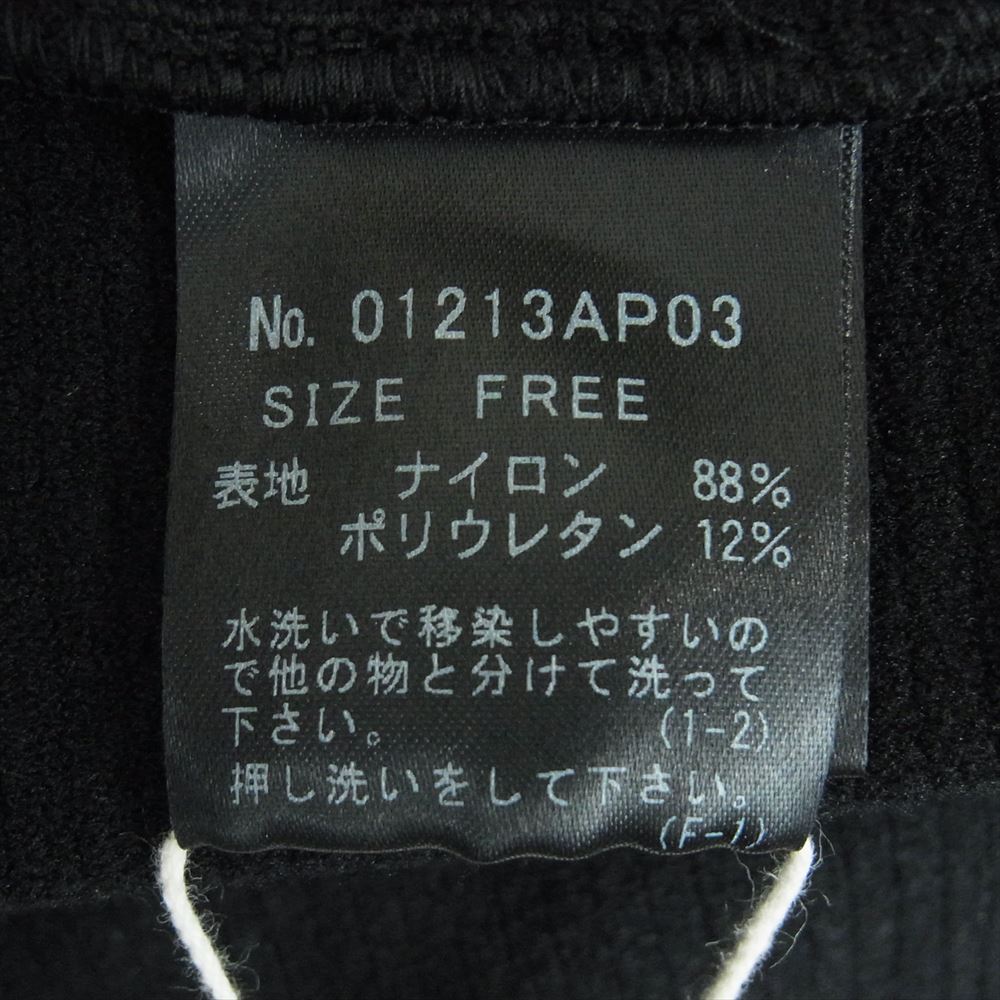 No. 01213AP03
SIZE FREE
表地 ナイロン 88%
ポリウレタン 12%
水洗いで移染しやすいの
で他の物と分けて洗って
下さい。 (1-2)
押し洗いをして下さい。
(F-1)